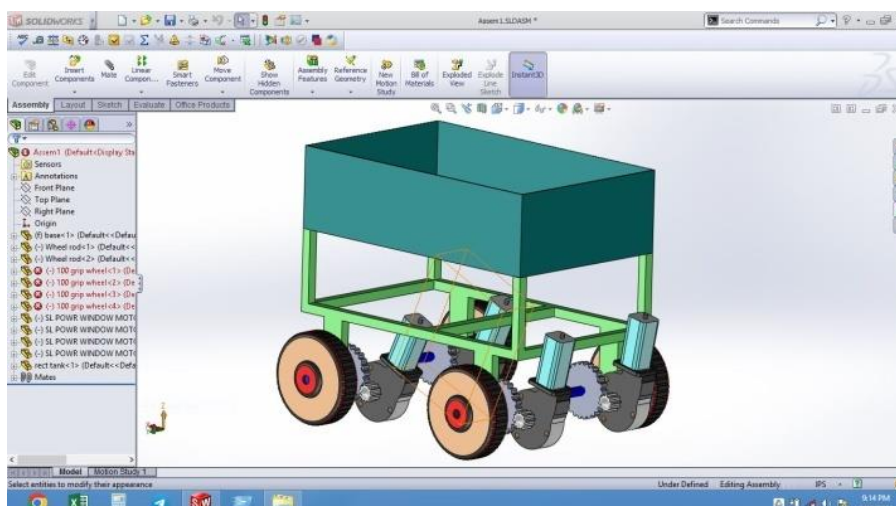 SOLIDWORKS
Assem1.SLDASM *
Search Commands
Edit Component
Insert Components
Mate
Linear Compon...
Smart Fasteners
Move Component
Show Hidden Components
Assembly Features
Reference Geometry
New Motion Study
Bill of Materials
Exploded View
Explode Line Sketch
Instant3D
Assembly Layout Sketch Evaluate Office Products
Assem1 (Default<Display Sta
Sensors
Annotations
Front Plane
Top Plane
Right Plane
Origin
(f) base<1> (Default<<Defau
(-) Wheel rod<1> (Default<<
(-) Wheel rod<2> (Default<<
(-) 100 grip wheel<1> (De
(-) 100 grip wheel<2> (De
(-) 100 grip wheel<3> (De
(-) 100 grip wheel<4> (De
(-) SL POWR WINDOW MOT
(-) SL POWR WINDOW MOT
(-) SL POWR WINDOW MOT
(-) SL POWR WINDOW MOT
rect tank<1> (Default<<Defa
Mates
Model Motion Study 1
Select entities to modify their appearance
Under Defined Editing Assembly IPS
9:14 PM